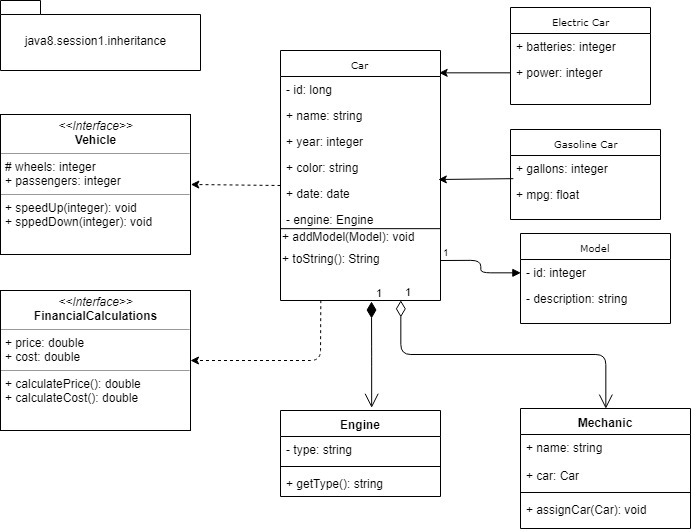 java8.session1.inheritance
Electric Car
+ batteries: integer
+ power: integer
Car
- id: long
+ name: string
+ year: integer
+ color: string
+ date: date
- engine: Engine
+ addModel(Model): void
+ toString(): String
<<Interface>>
Vehicle
# wheels: integer
+ passengers: integer
+ speedUp(integer): void
+ sppedDown(integer): void
Gasoline Car
+ gallons: integer
+ mpg: float
1
Model
- id: integer
- description: string
<<Interface>>
FinancialCalculations
+ price: double
+ cost: double
+ calculatePrice(): double
+ calculateCost(): double
1
1
Engine
- type: string
+ getType(): string
Mechanic
+ name: string
+ car: Car
+ assignCar(Car): void